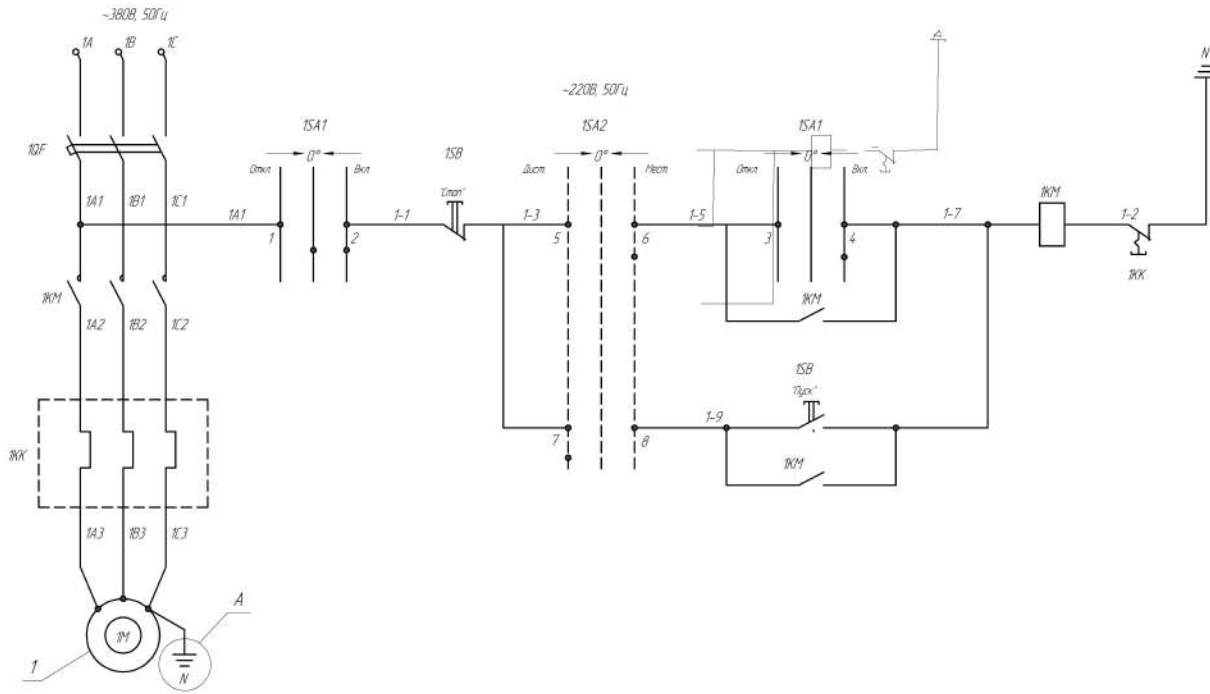 ~380В, 50Гц
1А 1В 1С
N
~220В, 50Гц
1SA1 1SA2 1SA1
1QF
1SB
0° 0° 0°
Откл. Вкл. Дист. Мест. Откл. Вкл.
"Стоп"
1КМ
1А1 1В1 1С1
1А1 1-1 1-3 1-5 1-7 1-2
1 2 5 6 3 4
1КК
1КМ
1КМ
1А2 1В2 1С2
1SB
"Пуск"
1-9
7 8
1КК
1КМ
1А3 1В3 1С3
А
1М
1
N